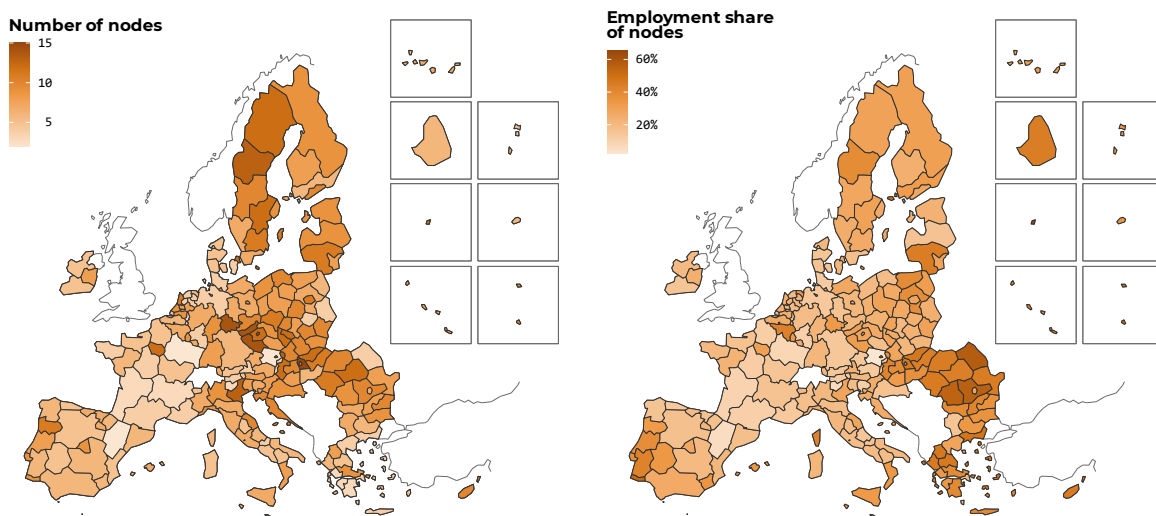 Number of nodes
15
10
5
Employment share
of nodes
60%
40%
20%